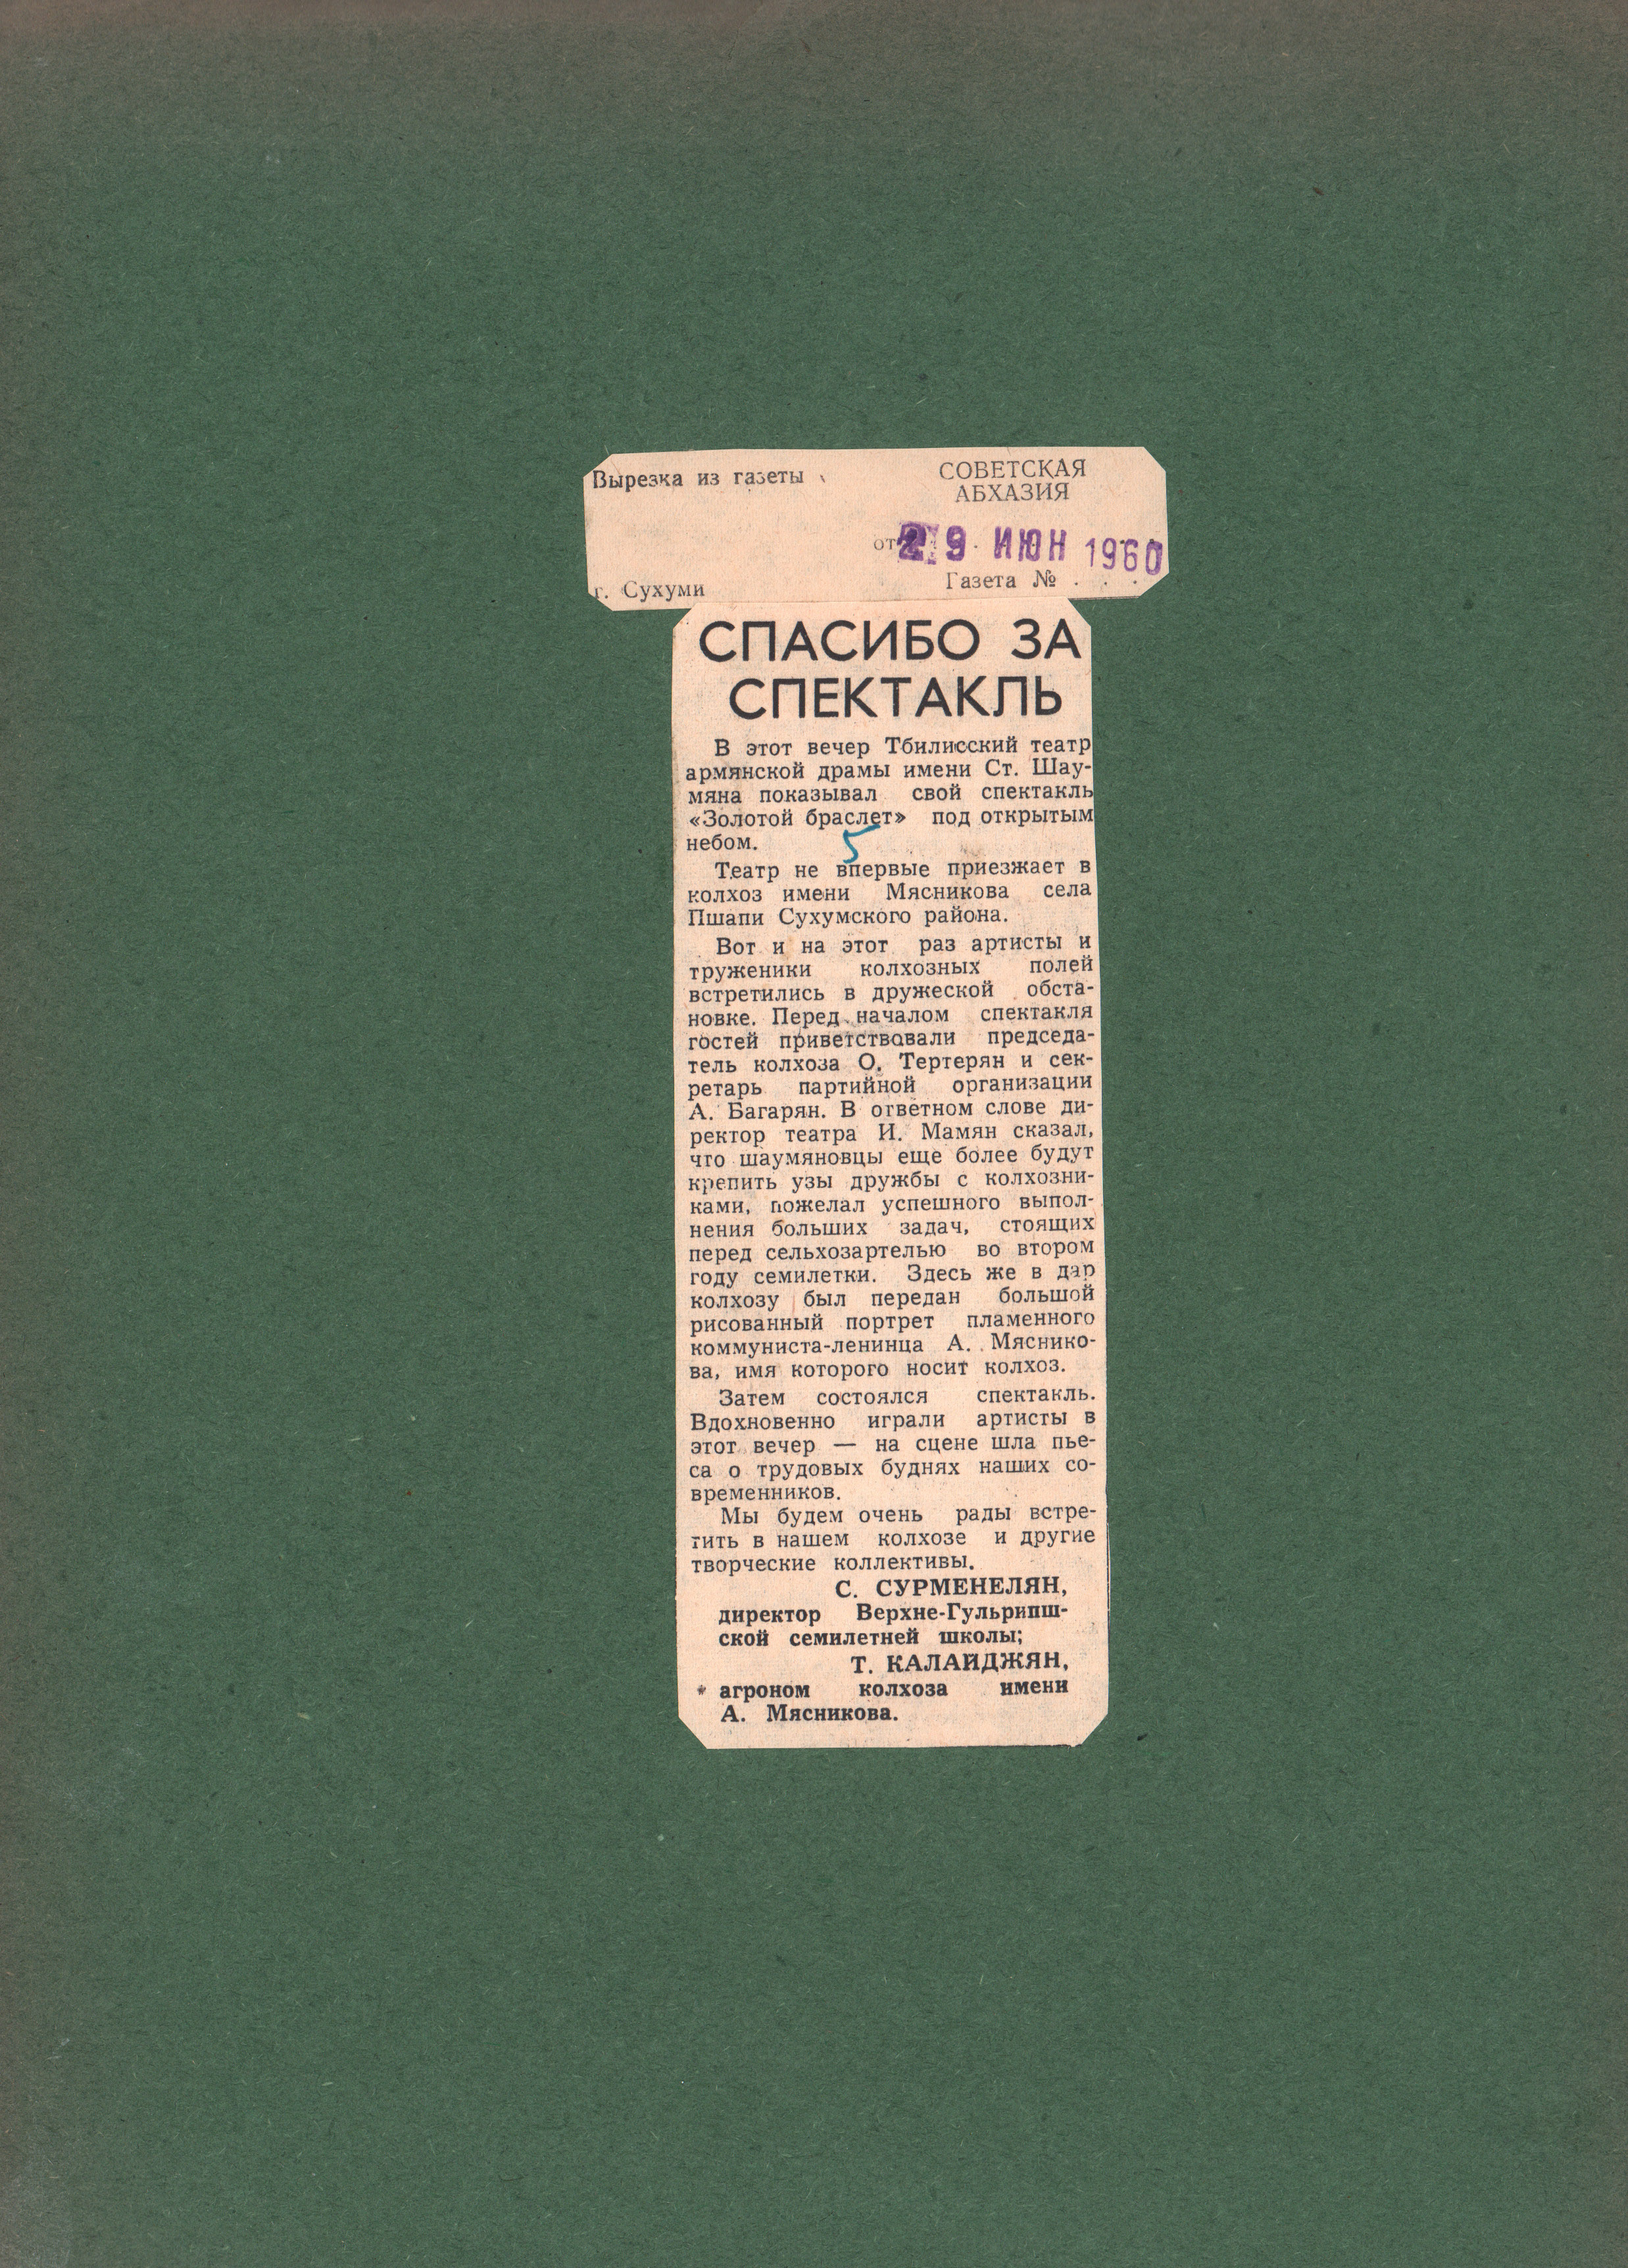 Вырезка из газеты
СОВЕТСКАЯ
АБХАЗИЯ
от 29 ИЮН 1960
г. Сухуми
Газета № . . .
СПАСИБО ЗА
СПЕКТАКЛЬ
В этот вечер Тбилисский театр
армянской драмы имени Ст. Шау-
мяна показывал свой спектакль
«Золотой браслет» под открытым
небом.
5
Театр не впервые приезжает в
колхоз имени Мясникова села
Пшапи Сухумского района.
Вот и на этот раз артисты и
труженики колхозных полей
встретились в дружеской обста-
новке. Перед началом спектакля
гостей приветствовали председа-
тель колхоза О. Тертерян и сек-
ретарь партийной организации
А. Багарян. В ответном слове ди-
ректор театра И. Мамян сказал,
что шаумяновцы еще более будут
крепить узы дружбы с колхозни-
ками, пожелал успешного выпол-
нения больших задач, стоящих
перед сельхозартелью во втором
году семилетки. Здесь же в дар
колхозу был передан большой
рисованный портрет пламенного
коммуниста-ленинца А. Мяснико-
ва, имя которого носит колхоз.
Затем состоялся спектакль.
Вдохновенно играли артисты в
этот вечер — на сцене шла пье-
са о трудовых буднях наших со-
временников.
Мы будем очень рады встре-
тить в нашем колхозе и другие
творческие коллективы.
С. СУРМЕНЕЛЯН,
директор Верхне-Гульрипш-
ской семилетней школы;
Т. КАЛАЙДЖЯН,
агроном колхоза имени
А. Мясникова.